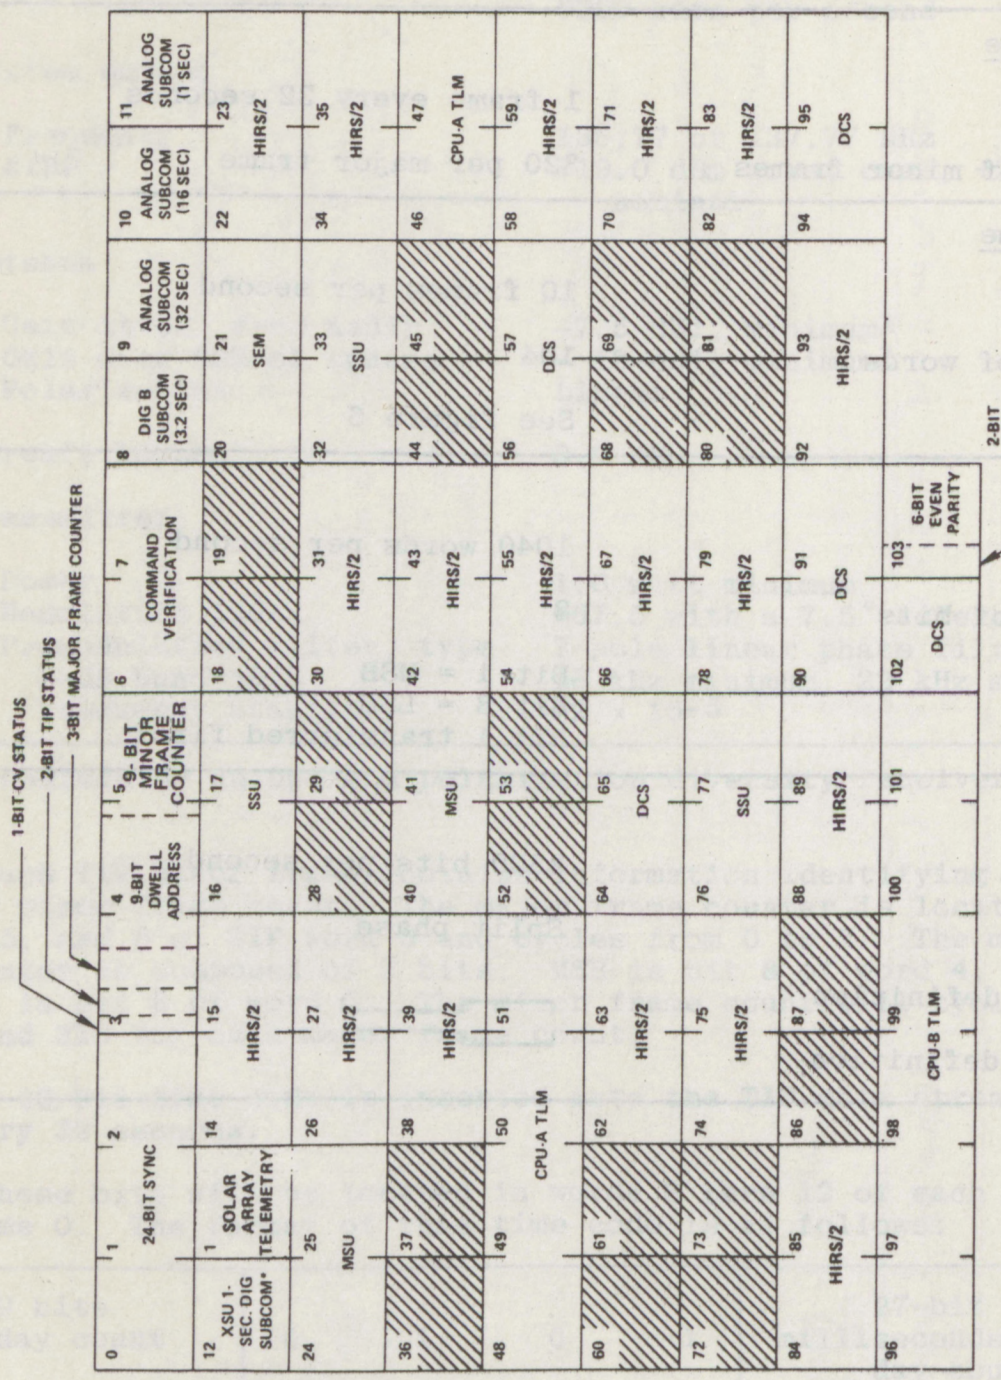 1-BIT-CV STATUS
2-BIT TIP STATUS
3-BIT MAJOR FRAME COUNTER
0 1 2 3 4 5 6 7 8 9 10 11
24-BIT SYNC
9-BIT
DWELL
ADDRESS
9- BIT
MINOR
FRAME
COUNTER
COMMAND
VERIFICATION
DIG B
SUBCOM
(3.2 SEC)
ANALOG
SUBCOM
(32 SEC)
ANALOG
SUBCOM
(16 SEC)
ANALOG
SUBCOM
(1 SEC)
12 1 14 15 16 17 18 19 20 21 22 23
XSU 1-
SEC. DIG
SUBCOM*
SOLAR
ARRAY
TELEMETRY
HIRS/2 SSU SEM HIRS/2
24 25 26 27 28 29 30 31 32 33 34 35
MSU HIRS/2 HIRS/2 SSU HIRS/2
36 37 38 39 40 41 42 43 44 45 46 47
HIRS/2 MSU HIRS/2 CPU-A TLM
48 49 50 51 52 53 54 55 56 57 58 59
CPU-A TLM HIRS/2 DCS HIRS/2
60 61 62 63 64 65 66 67 68 69 70 71
HIRS/2 DCS HIRS/2 HIRS/2
72 73 74 75 76 77 78 79 80 81 82 83
HIRS/2 SSU HIRS/2 HIRS/2
84 85 86 87 88 89 90 91 92 93 94 95
HIRS/2 HIRS/2 DCS HIRS/2 DCS
96 97 98 99 100 101 102 103
CPU-B TLM DCS
6-BIT
EVEN
PARITY
2-BIT